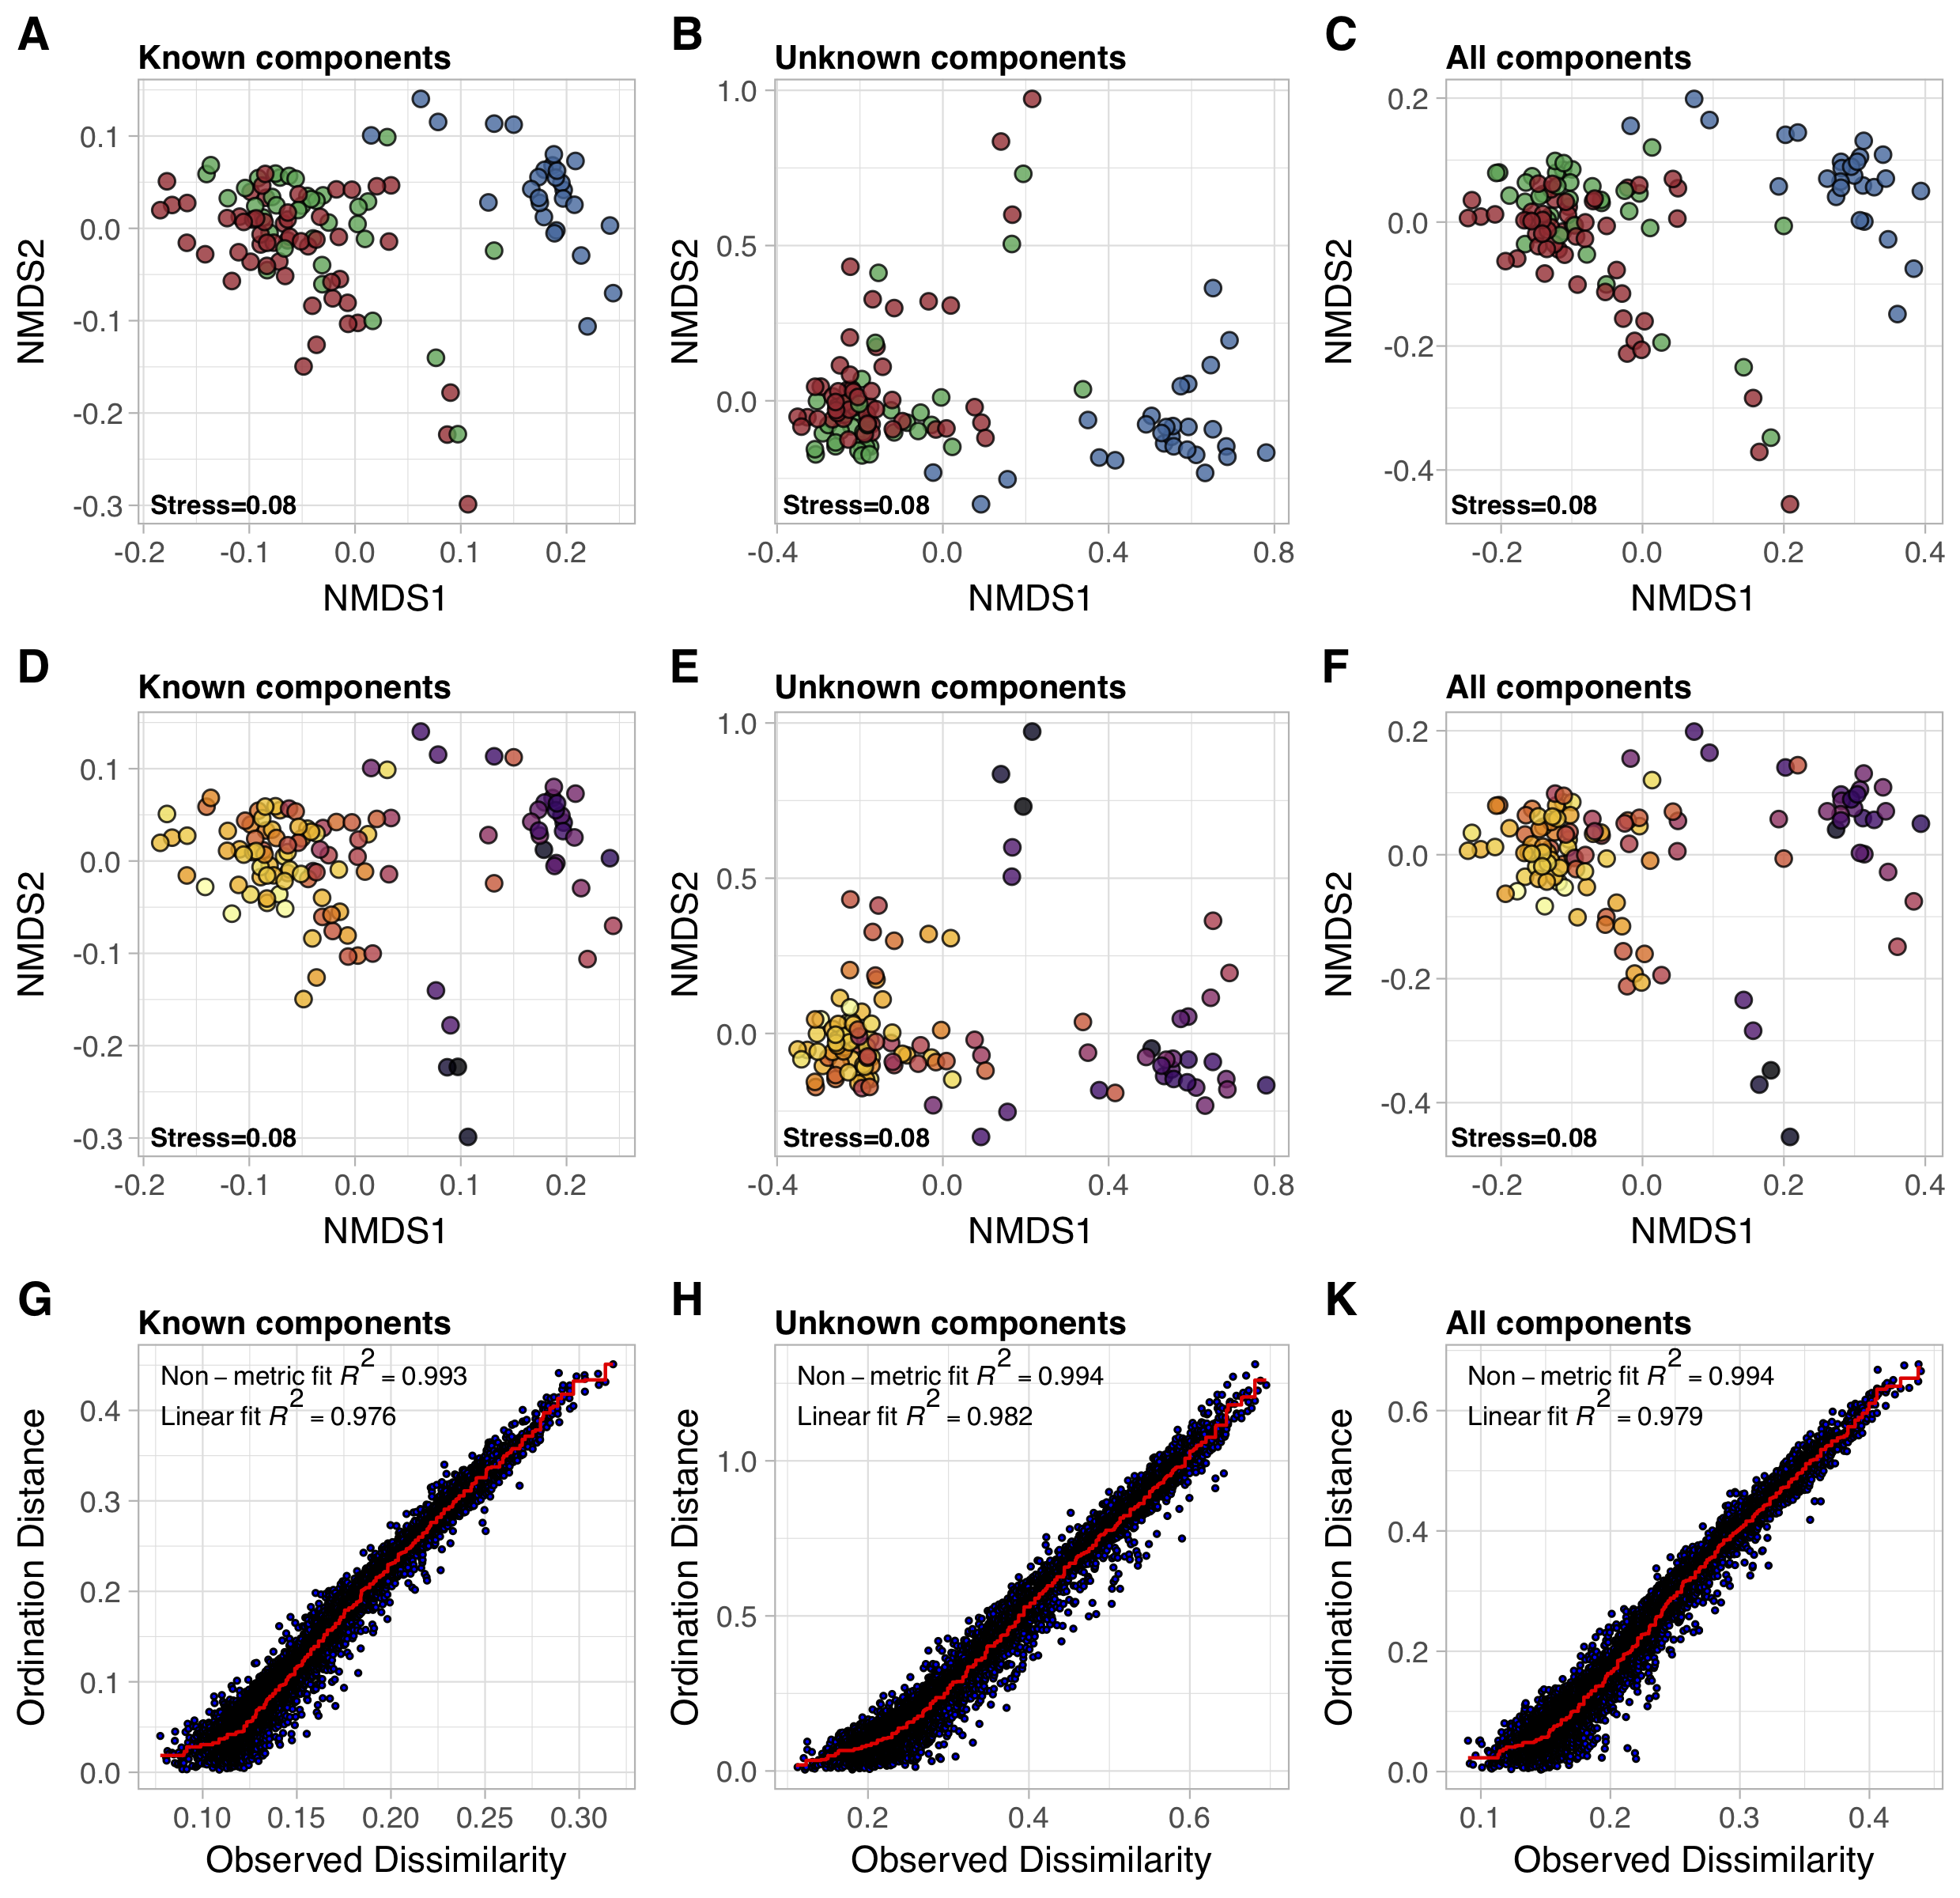 A
Known components
0.1
0.0
-0.1
-0.2
-0.3
NMDS2
Stress=0.08
-0.2 -0.1 0.0 0.1 0.2
NMDS1
B
Unknown components
1.0
0.5
0.0
NMDS2
Stress=0.08
-0.4 0.0 0.4 0.8
NMDS1
C
All components
0.2
0.0
-0.2
-0.4
NMDS2
Stress=0.08
-0.2 0.0 0.2 0.4
NMDS1
D
Known components
0.1
0.0
-0.1
-0.2
-0.3
NMDS2
Stress=0.08
-0.2 -0.1 0.0 0.1 0.2
NMDS1
E
Unknown components
1.0
0.5
0.0
NMDS2
Stress=0.08
-0.4 0.0 0.4 0.8
NMDS1
F
All components
0.2
0.0
-0.2
-0.4
NMDS2
Stress=0.08
-0.2 0.0 0.2 0.4
NMDS1
G
Known components
Non – metric fit R² = 0.993
Linear fit R² = 0.976
0.4
0.3
0.2
0.1
0.0
Ordination Distance
0.10 0.15 0.20 0.25 0.30
Observed Dissimilarity
H
Unknown components
Non – metric fit R² = 0.994
Linear fit R² = 0.982
1.0
0.5
0.0
Ordination Distance
0.2 0.4 0.6
Observed Dissimilarity
K
All components
Non – metric fit R² = 0.994
Linear fit R² = 0.979
0.6
0.4
0.2
0.0
Ordination Distance
0.1 0.2 0.3 0.4
Observed Dissimilarity